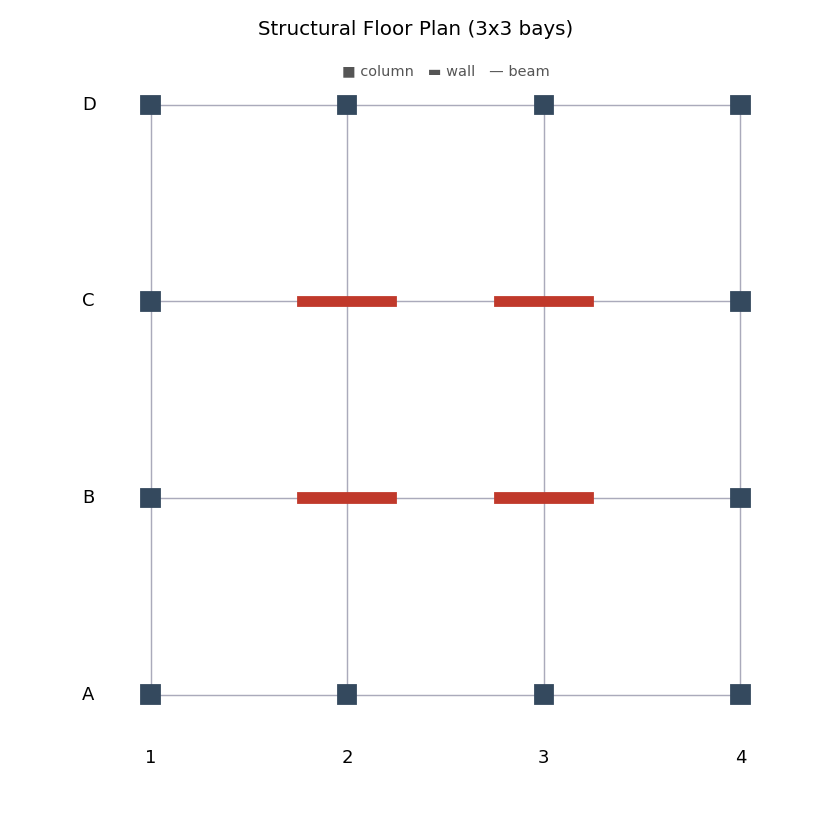 Structural Floor Plan (3x3 bays)
■ column ▬ wall — beam
D
C
B
A
1 2 3 4